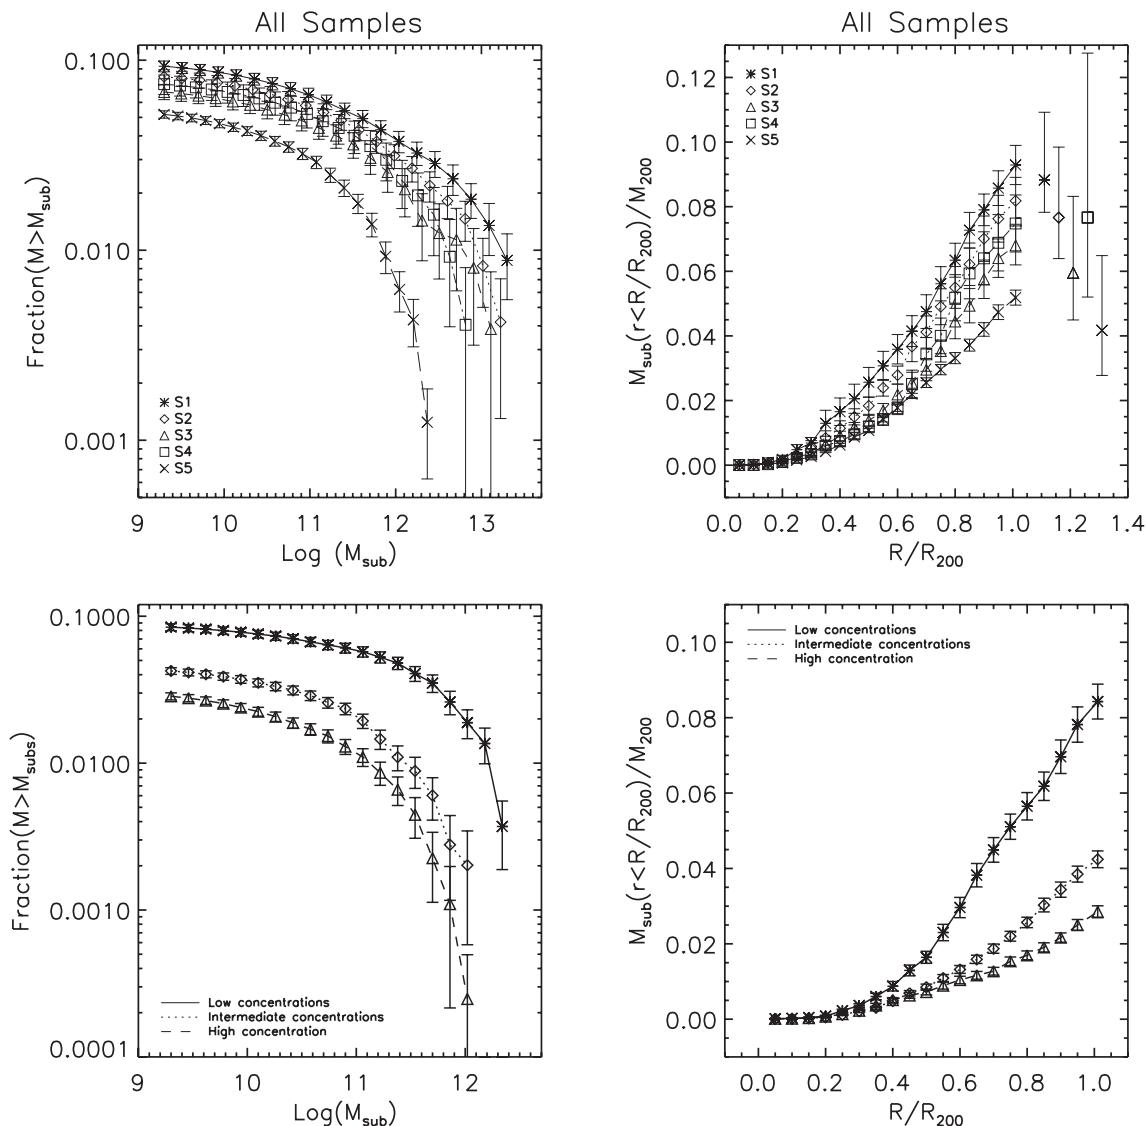 All Samples
0.100
0.010
0.001
Fraction(M>M_sub)
S1
S2
S3
S4
S5
9 10 11 12 13
Log (M_sub)
All Samples
0.12
0.10
0.08
0.06
0.04
0.02
0.00
M_sub(r<R/R_200)/M_200
S1
S2
S3
S4
S5
0.0 0.2 0.4 0.6 0.8 1.0 1.2 1.4
R/R_200
0.1000
0.0100
0.0010
0.0001
Fraction(M>M_subs)
Low concentrations
Intermediate concentrations
High concentration
9 10 11 12
Log(M_sub)
0.10
0.08
0.06
0.04
0.02
0.00
M_sub(r<R/R_200)/M_200
Low concentrations
Intermediate concentrations
High concentration
0.0 0.2 0.4 0.6 0.8 1.0
R/R_200